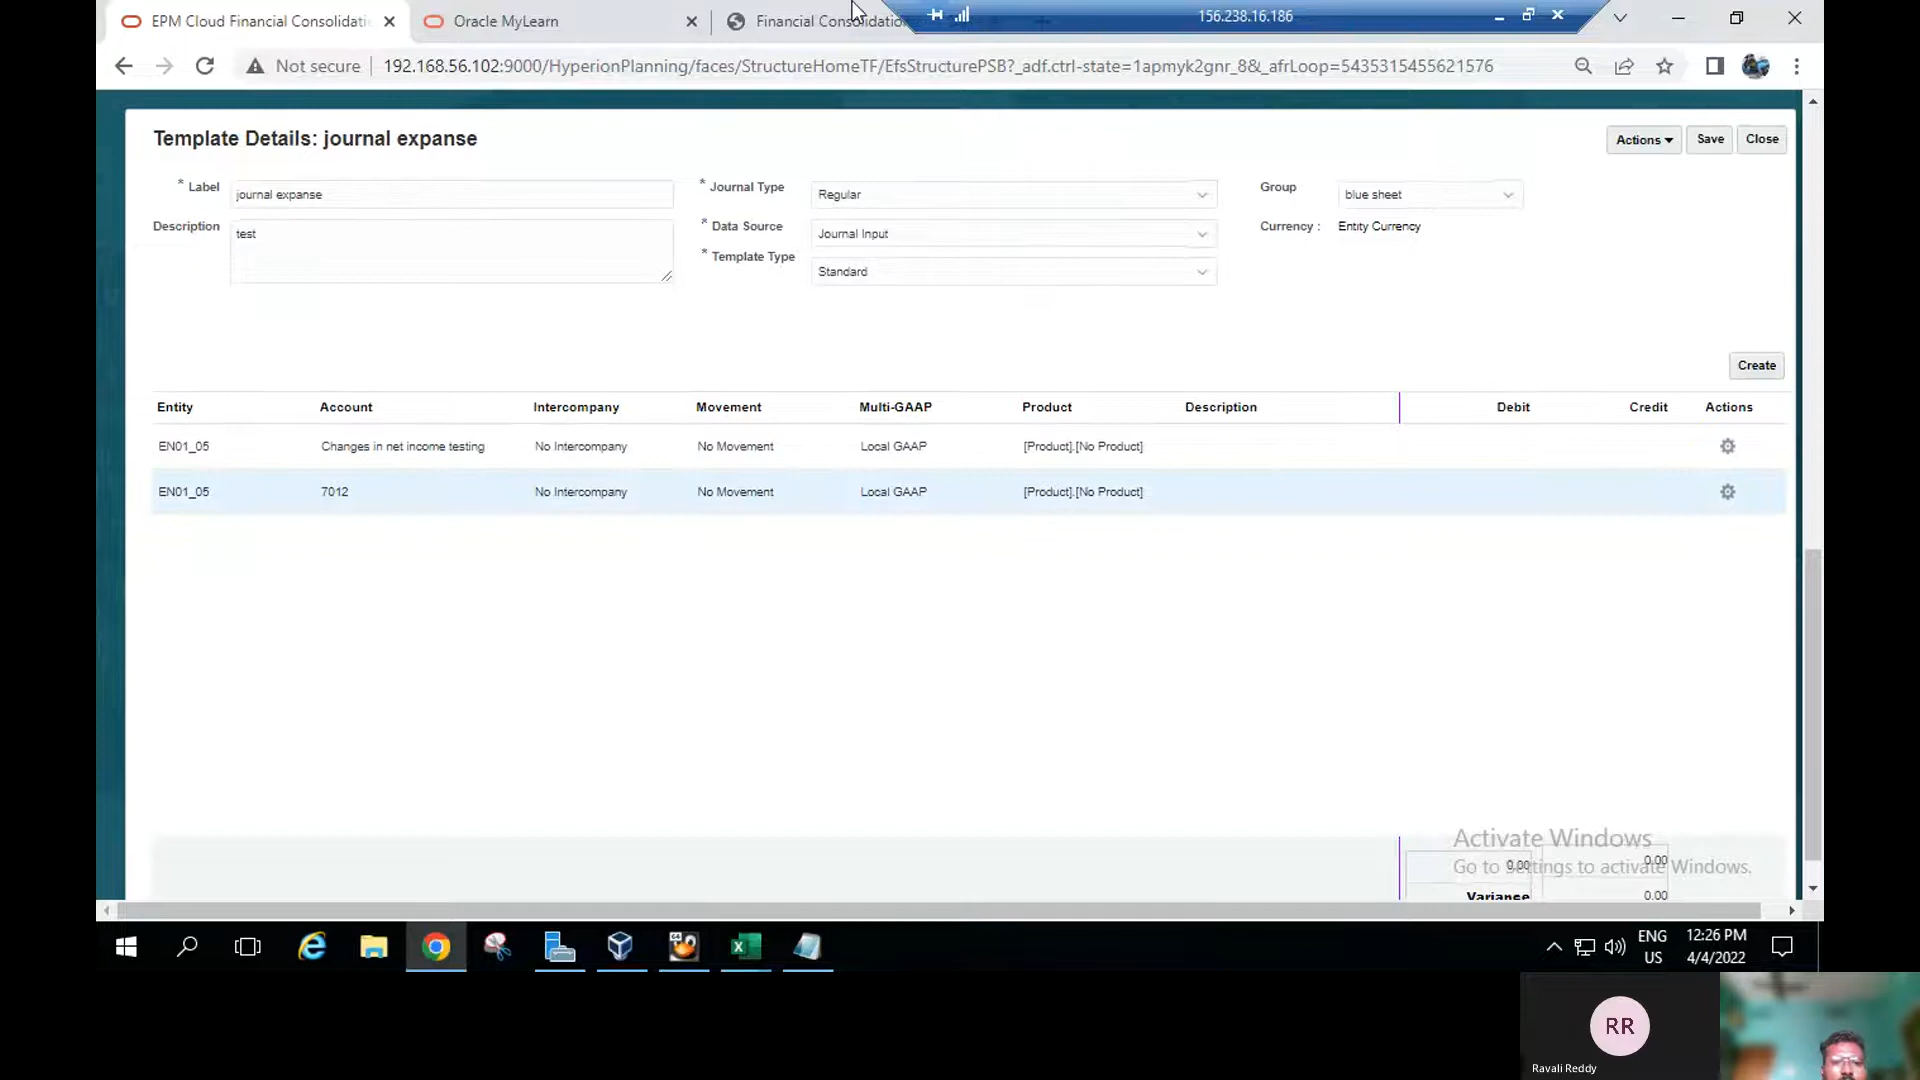 EPM Cloud Financial Consolidati
Oracle MyLearn
Financial Consolidation
156.238.16.186
Not secure
192.168.56.102:9000/HyperionPlanning/faces/StructureHomeTF/EfsStructurePSB?_adf.ctrl-state=1apmyk2gnr_8&_afrLoop=5435315455621576
Template Details: journal expanse
Actions
Save
Close
* Label
journal expanse
* Journal Type
Regular
Group
blue sheet
Description
test
* Data Source
Journal Input
Currency :
Entity Currency
* Template Type
Standard
Create
Entity Account Intercompany Movement Multi-GAAP Product Description Debit Credit Actions
EN01_05 Changes in net income testing No Intercompany No Movement Local GAAP [Product].[No Product]
EN01_05 7012 No Intercompany No Movement Local GAAP [Product].[No Product]
Activate Windows
Go to Settings to activate Windows.
0.00 0.00
Variance 0.00
ENG
US
12:26 PM
4/4/2022
RR
Ravali Reddy